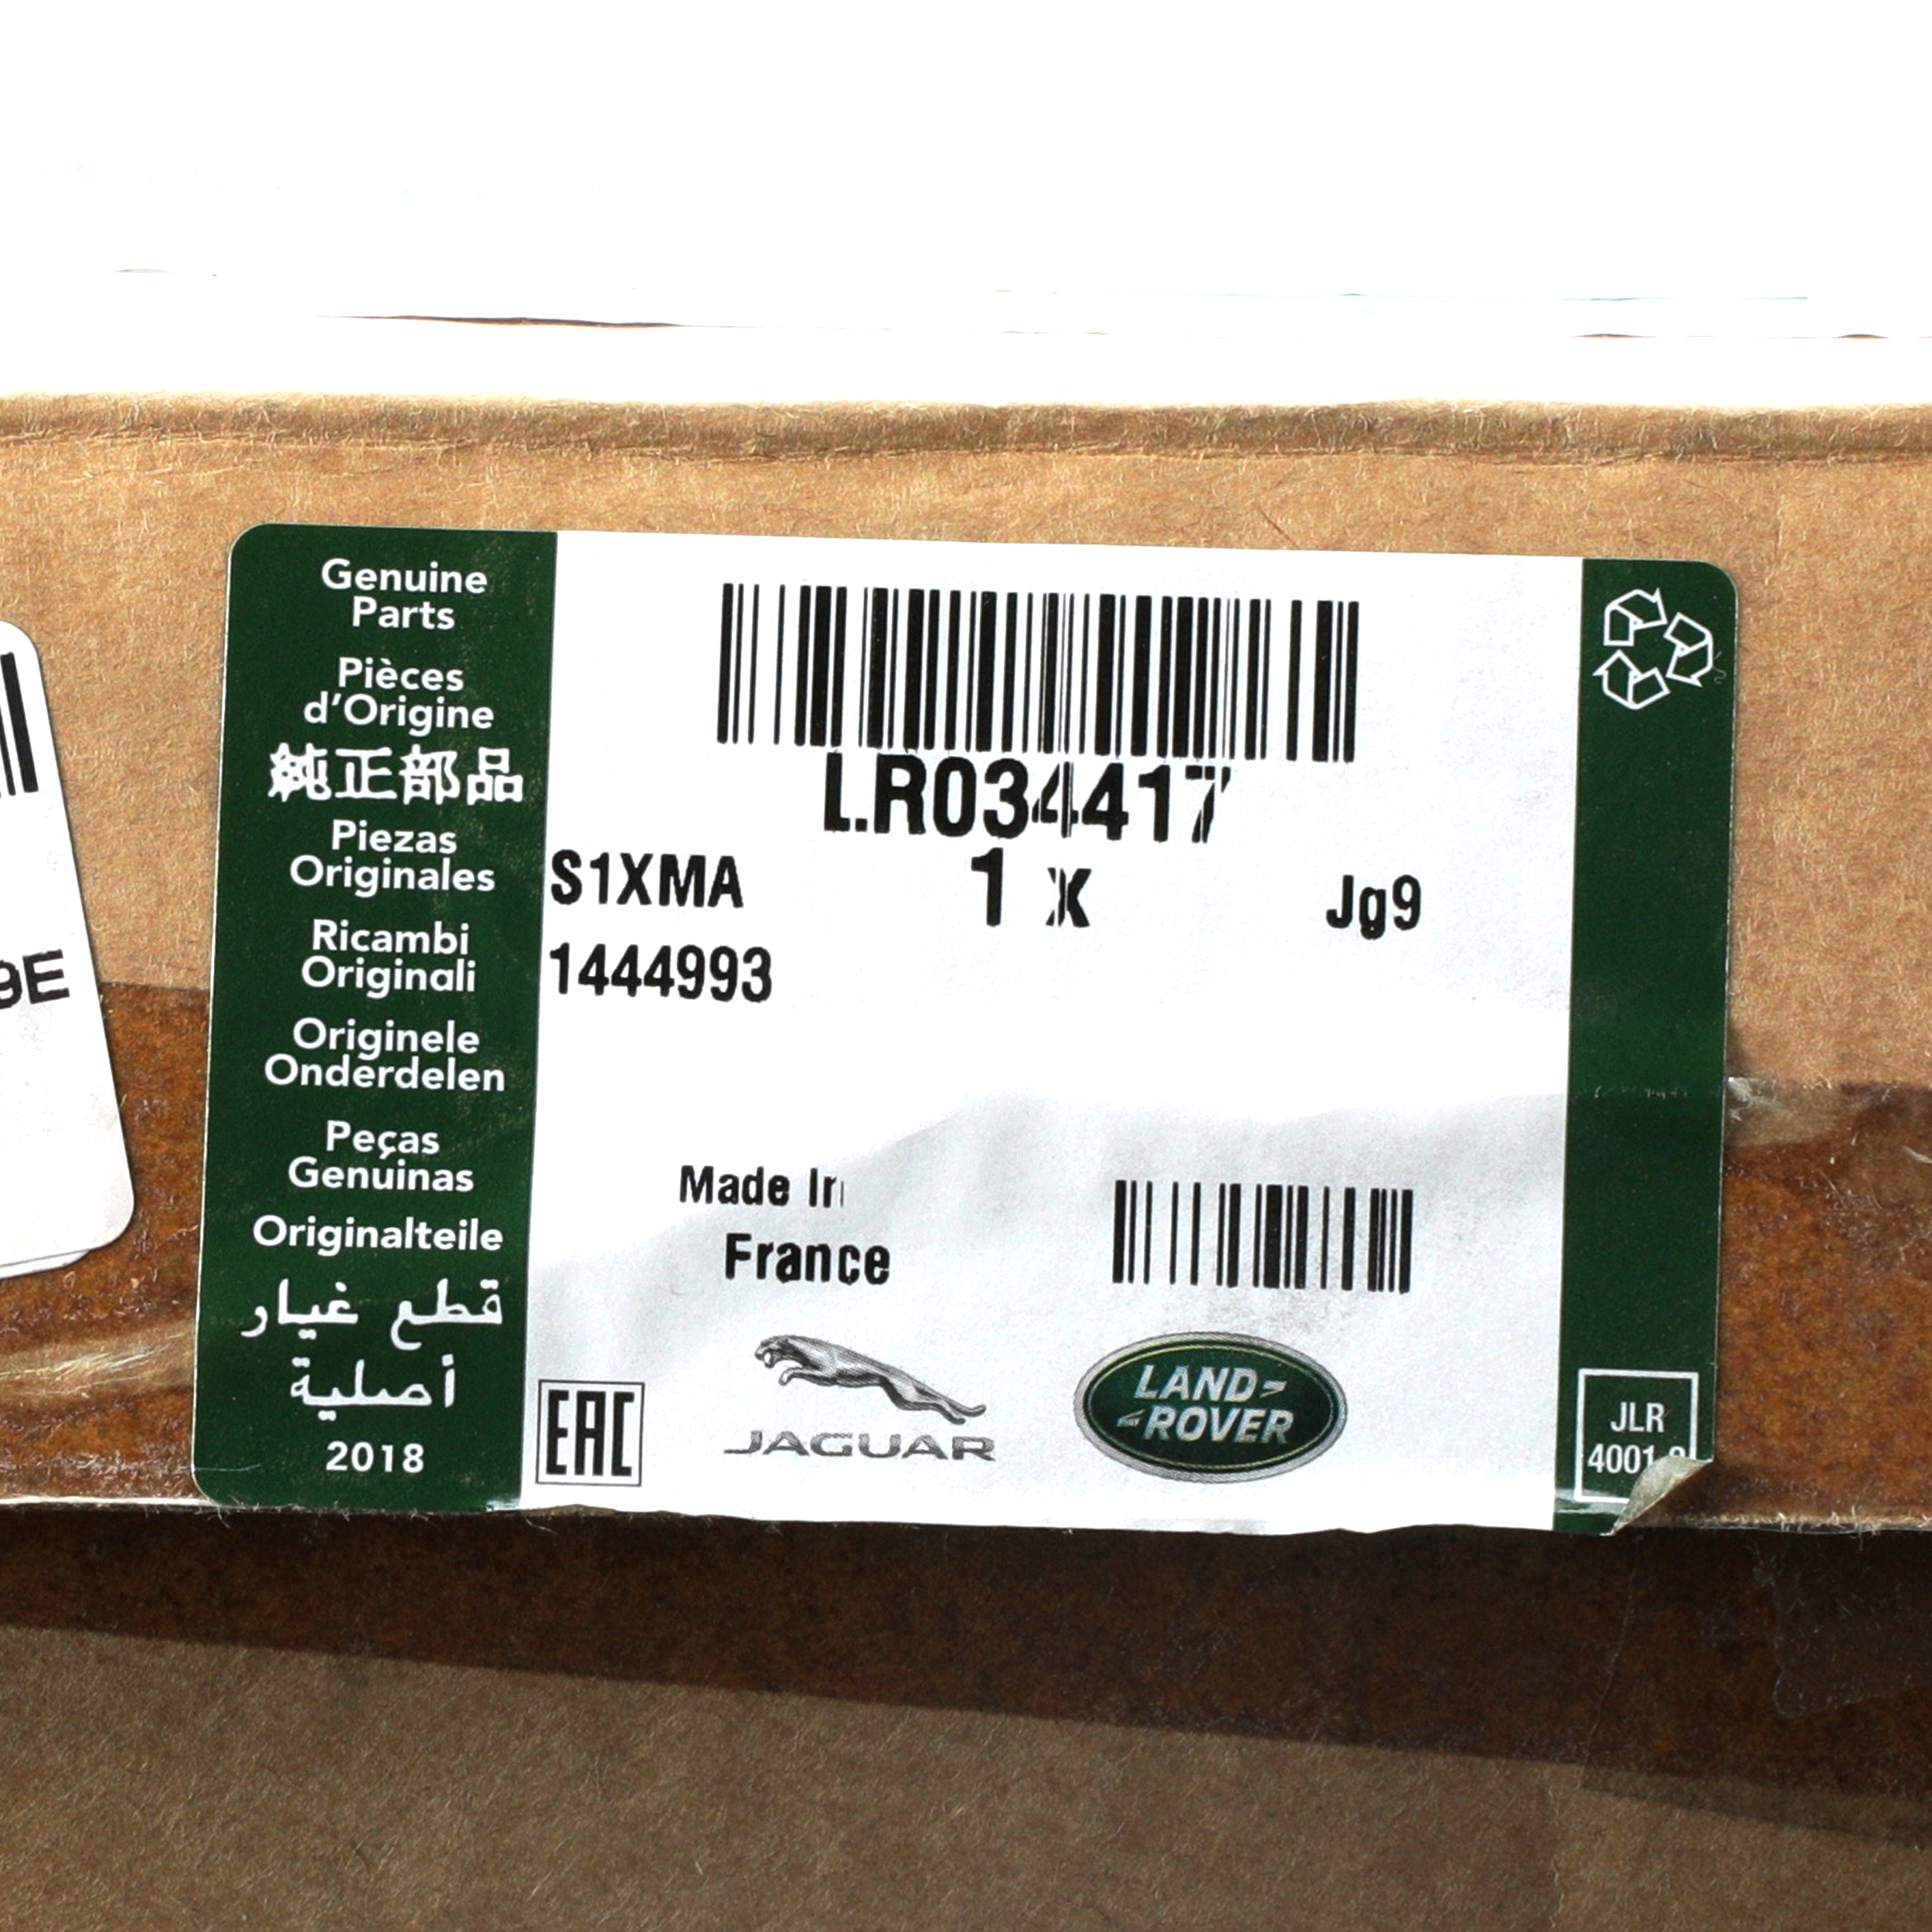 Genuine
Parts
Pièces
d'Origine
純正部品
Piezas
Originales
Ricambi
Originali
Originele
Onderdelen
Peças
Genuinas
Originalteile
قطع غيار
أصلية
2018
LR034417
S1XMA
1 x
Jg9
1444993
Made In
France
EAC
JAGUAR
LAND-
-ROVER
JLR
9E